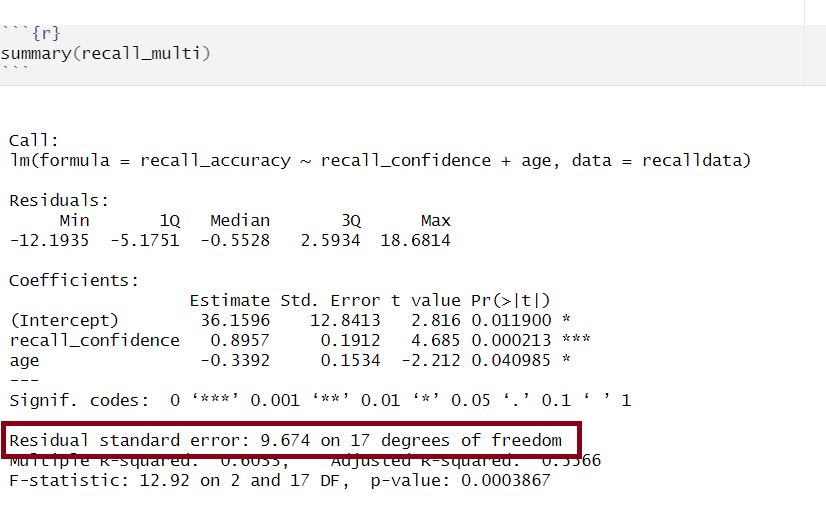 ```{r}
summary(recall_multi)
```
Call:
lm(formula = recall_accuracy ~ recall_confidence + age, data = recalldata)
Residuals:
     Min       1Q   Median       3Q      Max
-12.1935  -5.1751  -0.5528   2.5934  18.6814
Coefficients:
                  Estimate Std. Error t value Pr(>|t|)
(Intercept)        36.1596    12.8413   2.816 0.011900 *
recall_confidence   0.8957     0.1912   4.685 0.000213 ***
age                -0.3392     0.1534  -2.212 0.040985 *
---
Signif. codes:  0 ‘***’ 0.001 ‘**’ 0.01 ‘*’ 0.05 ‘.’ 0.1 ‘ ’ 1
Residual standard error: 9.674 on 17 degrees of freedom
Multiple R-squared:  0.6033,    Adjusted R-squared:  0.5566
F-statistic: 12.92 on 2 and 17 DF,  p-value: 0.0003867